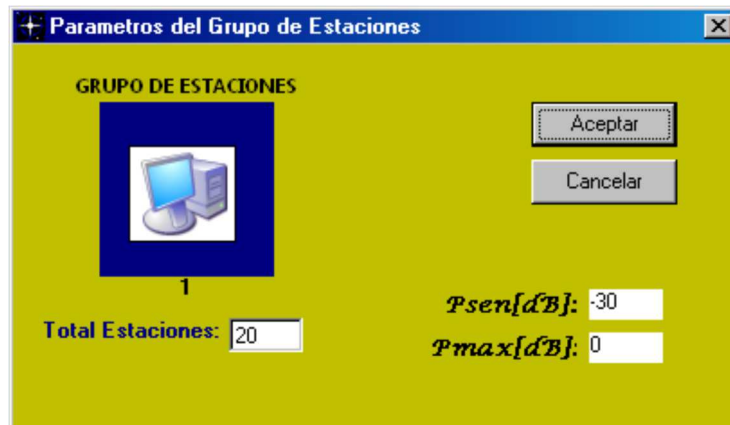 Parametros del Grupo de Estaciones
GRUPO DE ESTACIONES
Aceptar
Cancelar
1
Total Estaciones: 20
Psen[dB]: -30
Pmax[dB]: 0